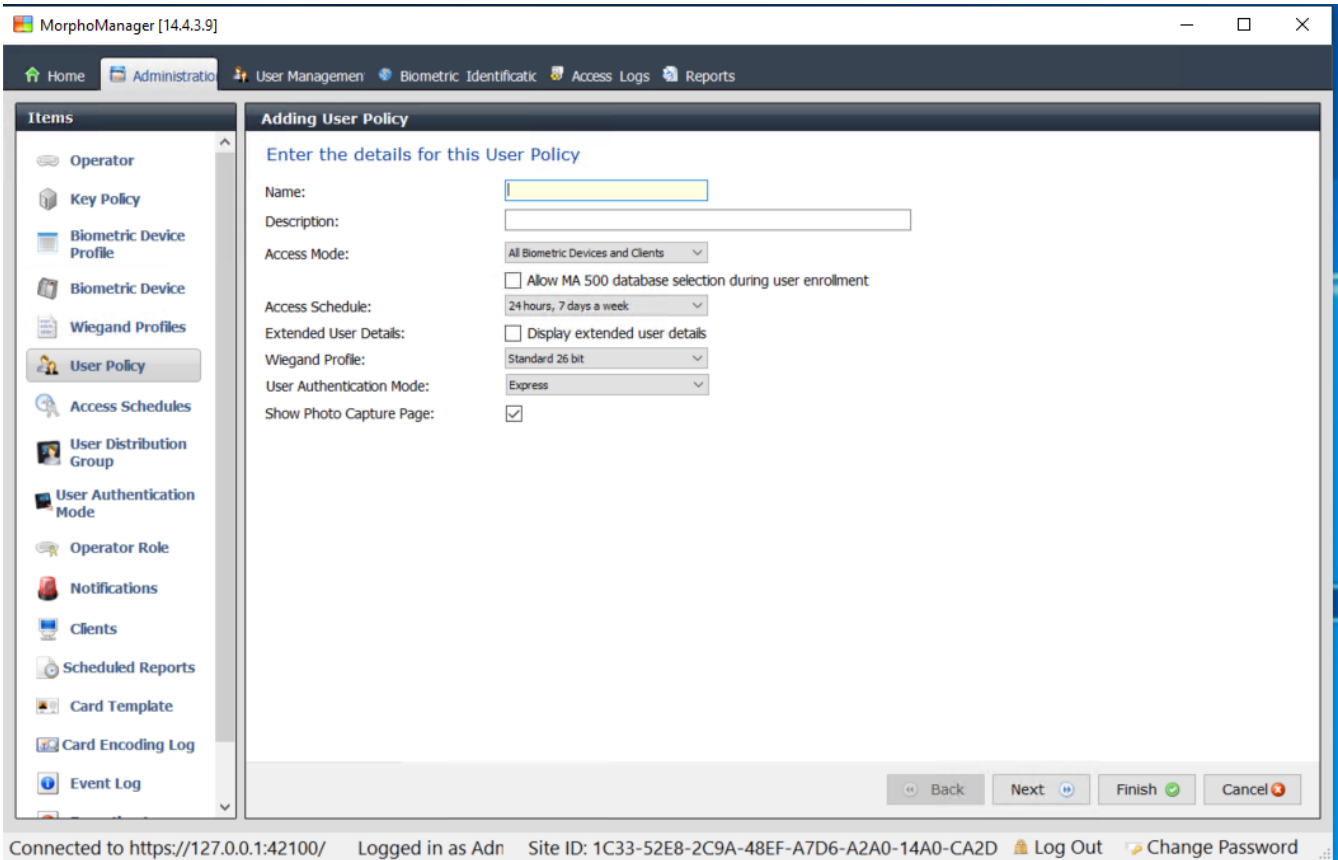 MorphoManager [14.4.3.9]
Home Administratio User Managemen Biometric Identificatic Access Logs Reports
Items
Operator
Key Policy
Biometric Device
Profile
Biometric Device
Wiegand Profiles
User Policy
Access Schedules
User Distribution
Group
User Authentication
Mode
Operator Role
Notifications
Clients
Scheduled Reports
Card Template
Card Encoding Log
Event Log
Adding User Policy
Enter the details for this User Policy
Name:
Description:
Access Mode: All Biometric Devices and Clients
Allow MA 500 database selection during user enrollment
Access Schedule: 24 hours, 7 days a week
Extended User Details: Display extended user details
Wiegand Profile: Standard 26 bit
User Authentication Mode: Express
Show Photo Capture Page:
Back Next Finish Cancel
Connected to https://127.0.0.1:42100/ Logged in as Adn Site ID: 1C33-52E8-2C9A-48EF-A7D6-A2A0-14A0-CA2D Log Out Change Password